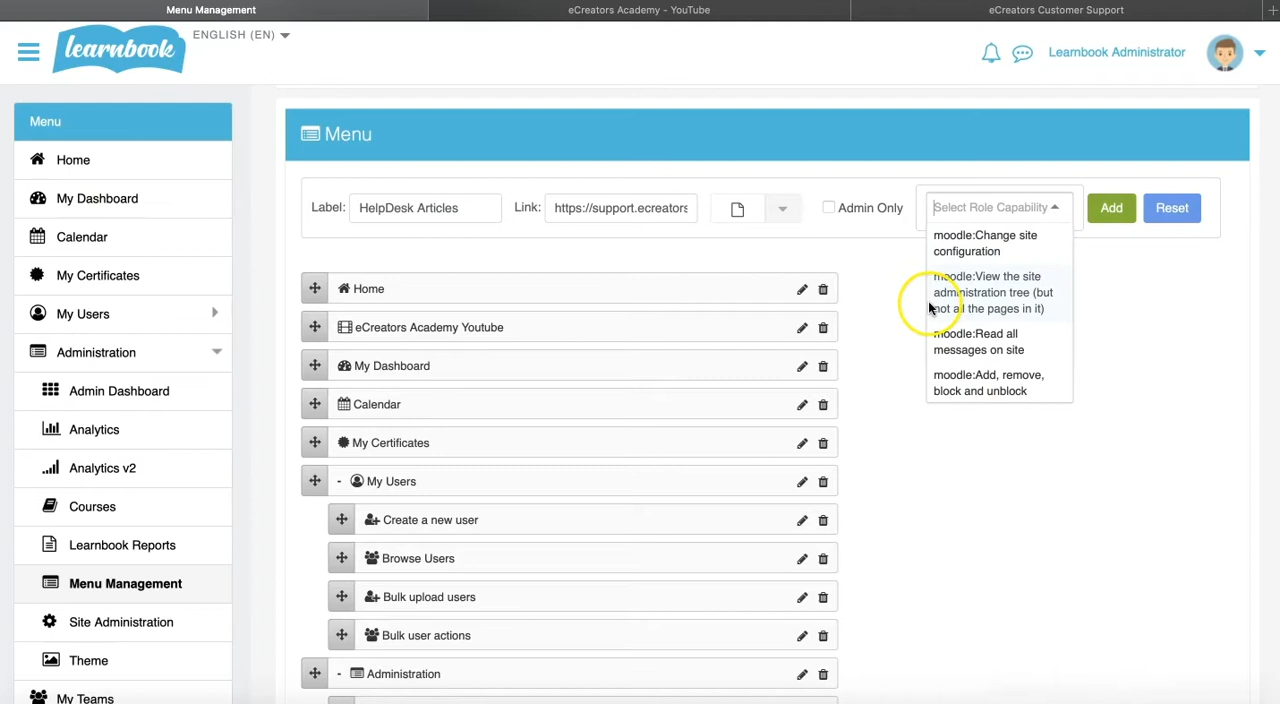 Menu Management
eCreators Academy - YouTube
eCreators Customer Support
learnbook
ENGLISH (EN)
Learnbook Administrator
Menu
Home
My Dashboard
Calendar
My Certificates
My Users
Administration
Admin Dashboard
Analytics
Analytics v2
Courses
Learnbook Reports
Menu Management
Site Administration
Theme
My Teams
Menu
Label:
HelpDesk Articles
Link:
https://support.ecreators
Admin Only
Select Role Capability
Add
Reset
moodle:Change site
configuration
moodle:View the site
administration tree (but
not all the pages in it)
moodle:Read all
messages on site
moodle:Add, remove,
block and unblock
Home
eCreators Academy Youtube
My Dashboard
Calendar
My Certificates
- My Users
Create a new user
Browse Users
Bulk upload users
Bulk user actions
- Administration